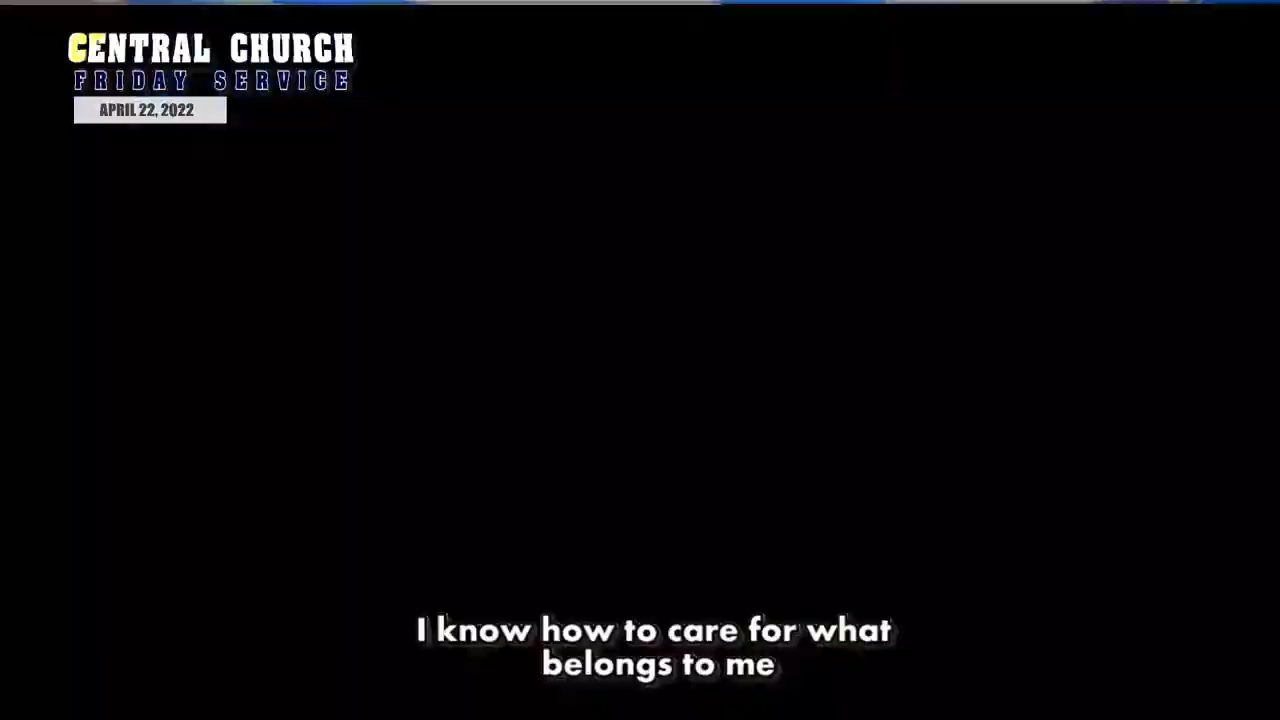 CENTRAL CHURCH
FRIDAY SERVICE
APRIL 22, 2022
I know how to care for what
belongs to me